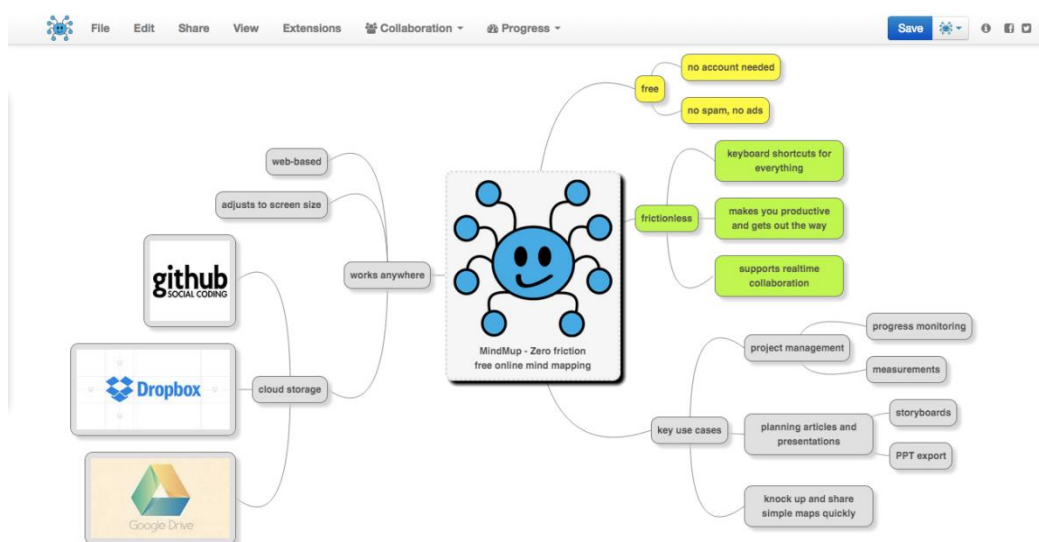 File Edit Share View Extensions Collaboration Progress Save
free
no account needed
no spam, no ads
frictionless
keyboard shortcuts for
everything
makes you productive
and gets out the way
supports realtime
collaboration
web-based
adjusts to screen size
works anywhere
github
SOCIAL CODING
Dropbox
Google Drive
cloud storage
MindMup - Zero friction
free online mind mapping
key use cases
project management
progress monitoring
measurements
planning articles and
presentations
storyboards
PPT export
knock up and share
simple maps quickly